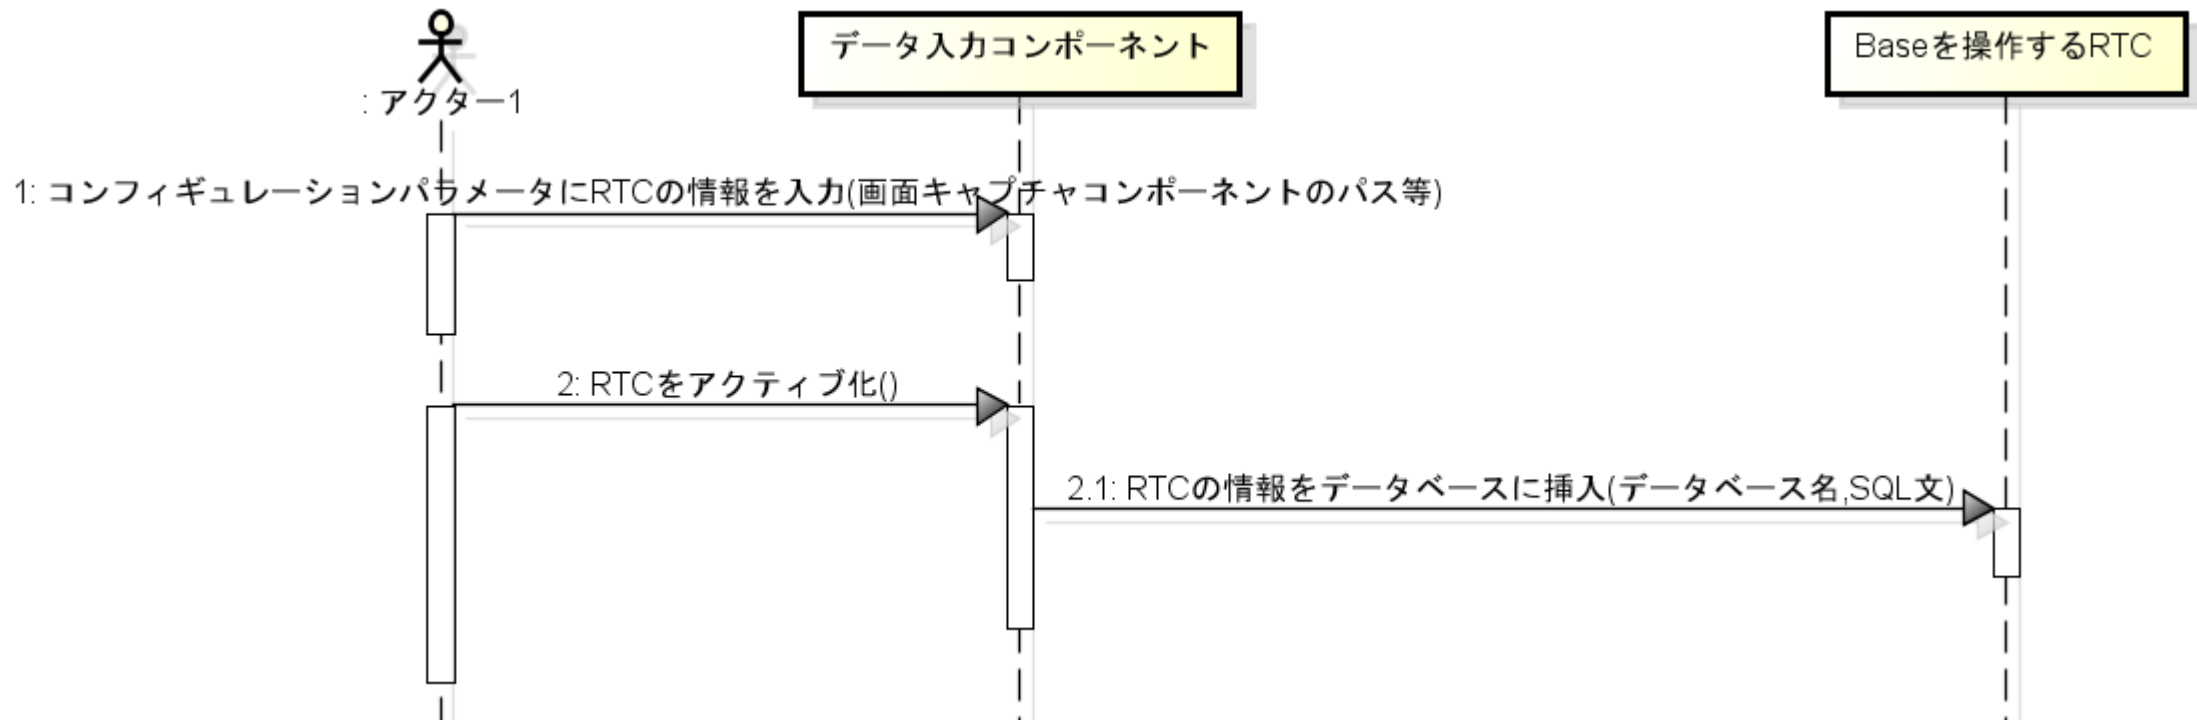 : アクター1
データ入力コンポーネント
Baseを操作するRTC
1: コンフィギュレーションパラメータにRTCの情報を入力(画面キャプチャコンポーネントのパス等)
2: RTCをアクティブ化()
2.1: RTCの情報をデータベースに挿入(データベース名,SQL文)